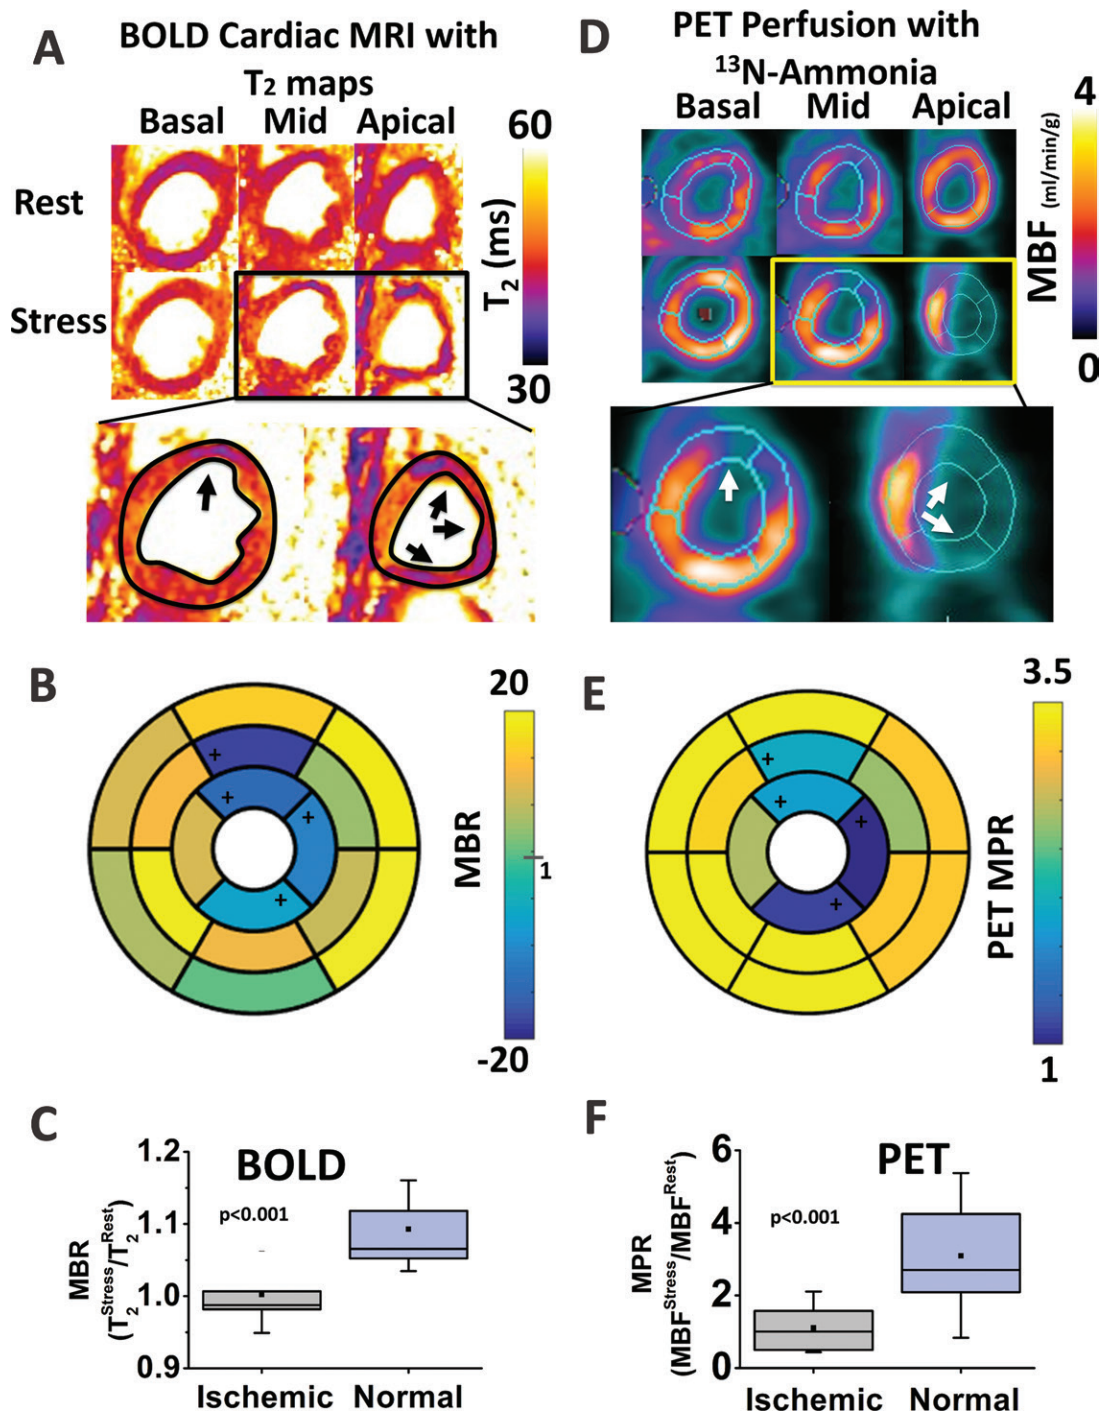 A
BOLD Cardiac MRI with
T2 maps
Basal Mid Apical
Rest
Stress
60
T2 (ms)
30
D
PET Perfusion with
13N-Ammonia
Basal Mid Apical
4
MBF (ml/min/g)
0
B
20
MBR
1
-20
+
+
+
+
E
3.5
PET MPR
1
+
+
+
+
C
BOLD
p<0.001
MBR
(T2Stress/T2Rest)
1.2
1.1
1.0
0.9
Ischemic Normal
F
PET
p<0.001
MPR
(MBFStress/MBFRest)
6
4
2
0
Ischemic Normal